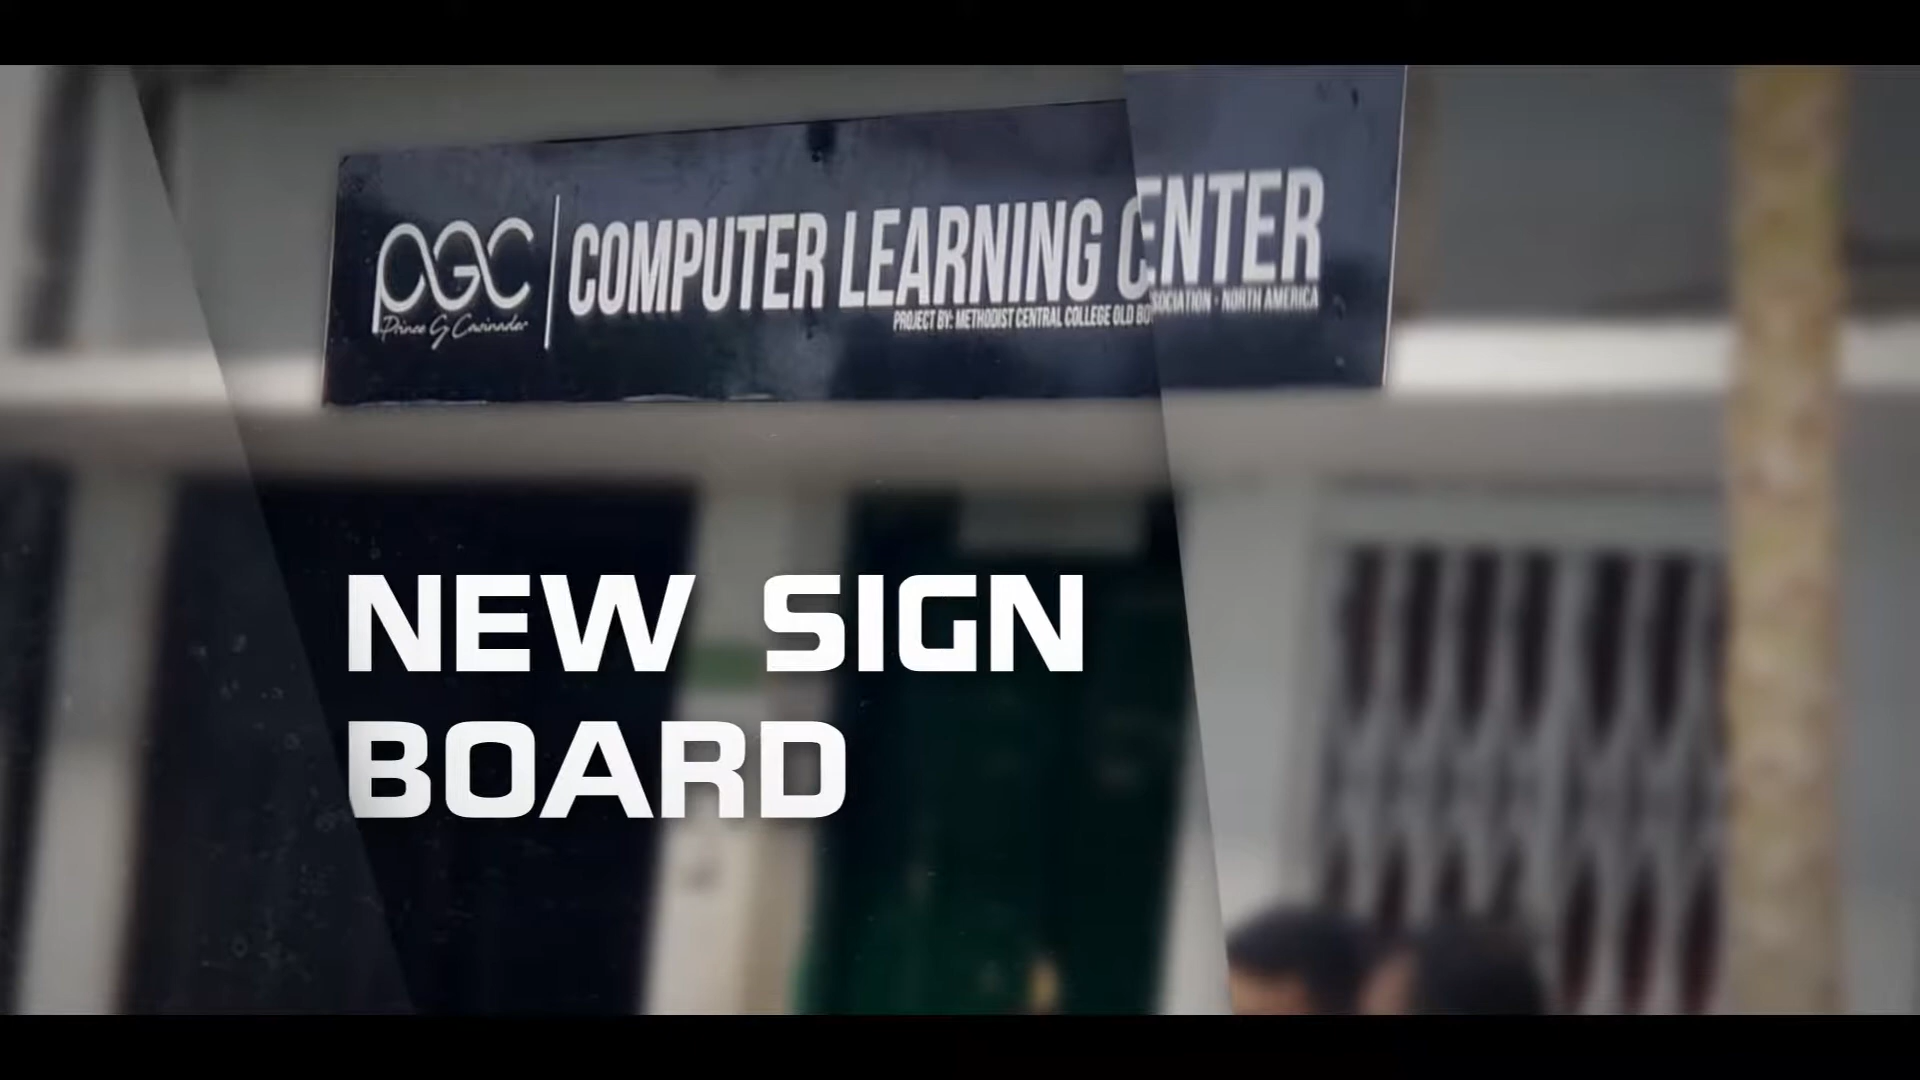 PGC
Prince G Casinader
COMPUTER LEARNING CENTER
PROJECT BY: METHODIST CENTRAL COLLEGE OLD BO SOCIATION - NORTH AMERICA
NEW SIGN
BOARD